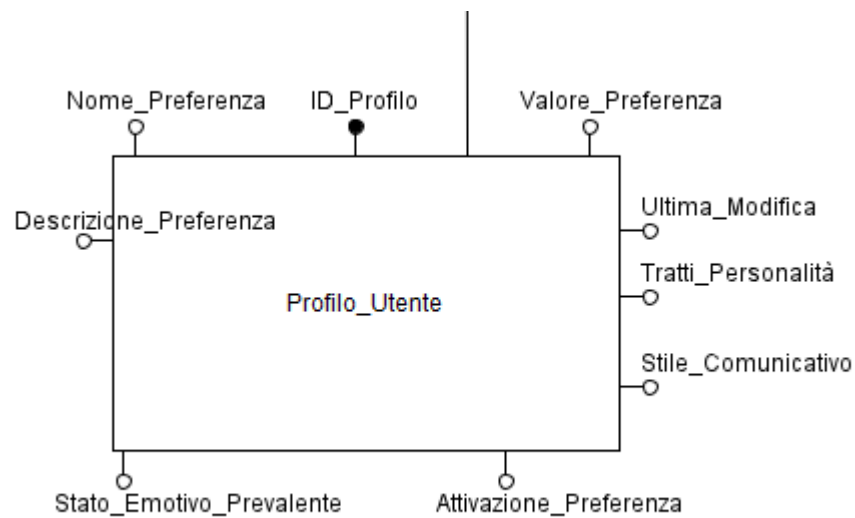 Nome_Preferenza
ID_Profilo
Valore_Preferenza
Descrizione_Preferenza
Ultima_Modifica
Tratti_Personalità
Profilo_Utente
Stile_Comunicativo
Stato_Emotivo_Prevalente
Attivazione_Preferenza